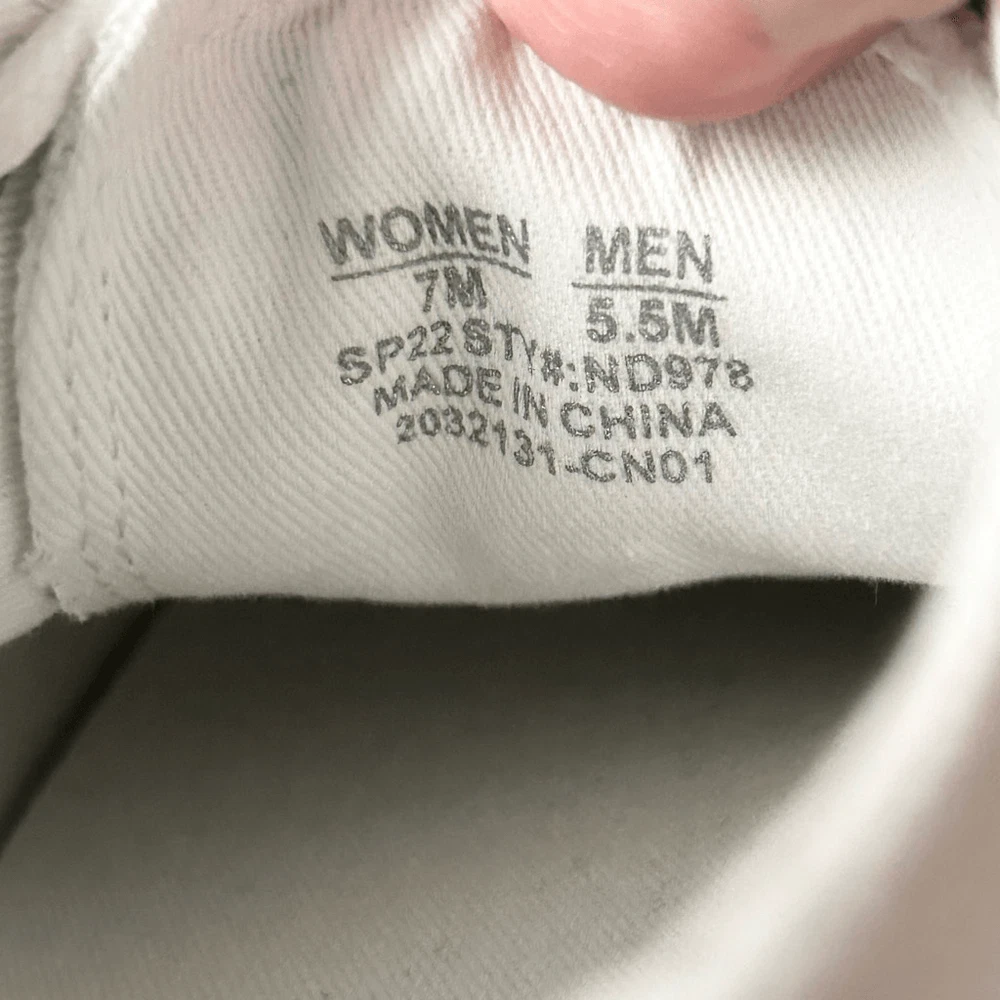 WOMEN MEN
7M 5.5M
SP22 STY#:ND978
MADE IN CHINA
2032131-CN01